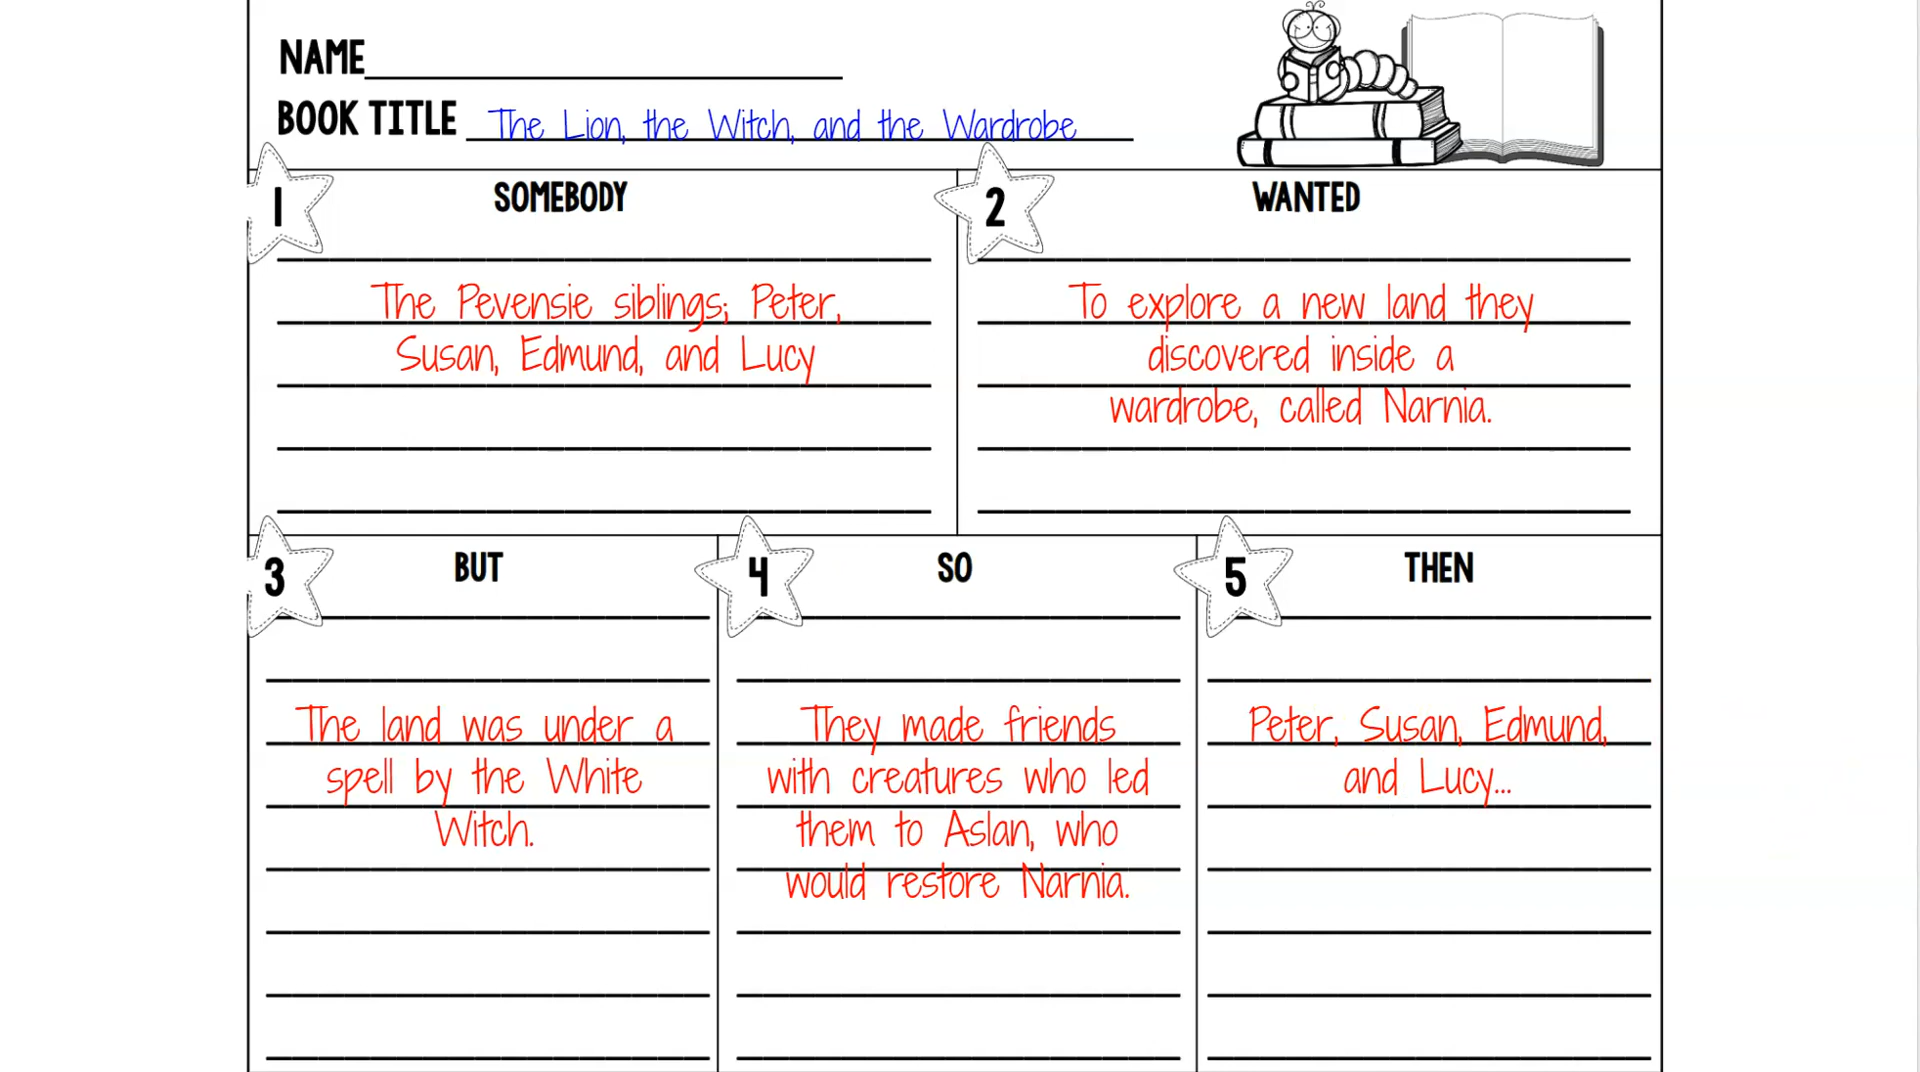 NAME
BOOK TITLE The Lion, the Witch, and the Wardrobe
1 SOMEBODY
The Pevensie siblings; Peter,
Susan, Edmund, and Lucy
2 WANTED
To explore a new land they
discovered inside a
wardrobe, called Narnia.
3 BUT
The land was under a
spell by the White
Witch.
4 SO
They made friends
with creatures who led
them to Aslan, who
would restore Narnia.
5 THEN
Peter, Susan, Edmund,
and Lucy...